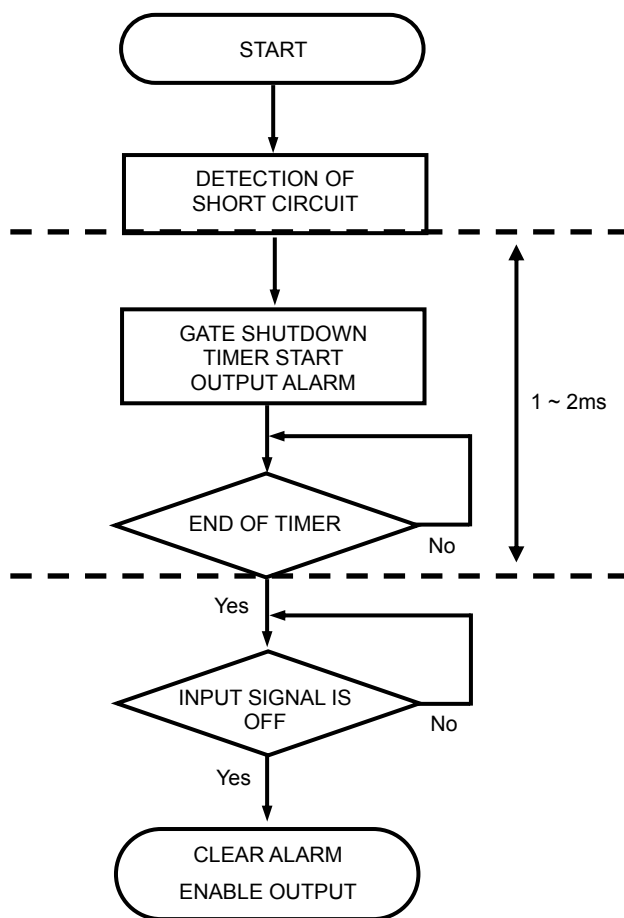 START
DETECTION OF
SHORT CIRCUIT
GATE SHUTDOWN
TIMER START
OUTPUT ALARM
1 ~ 2ms
END OF TIMER
No
Yes
INPUT SIGNAL IS
OFF
No
Yes
CLEAR ALARM
ENABLE OUTPUT